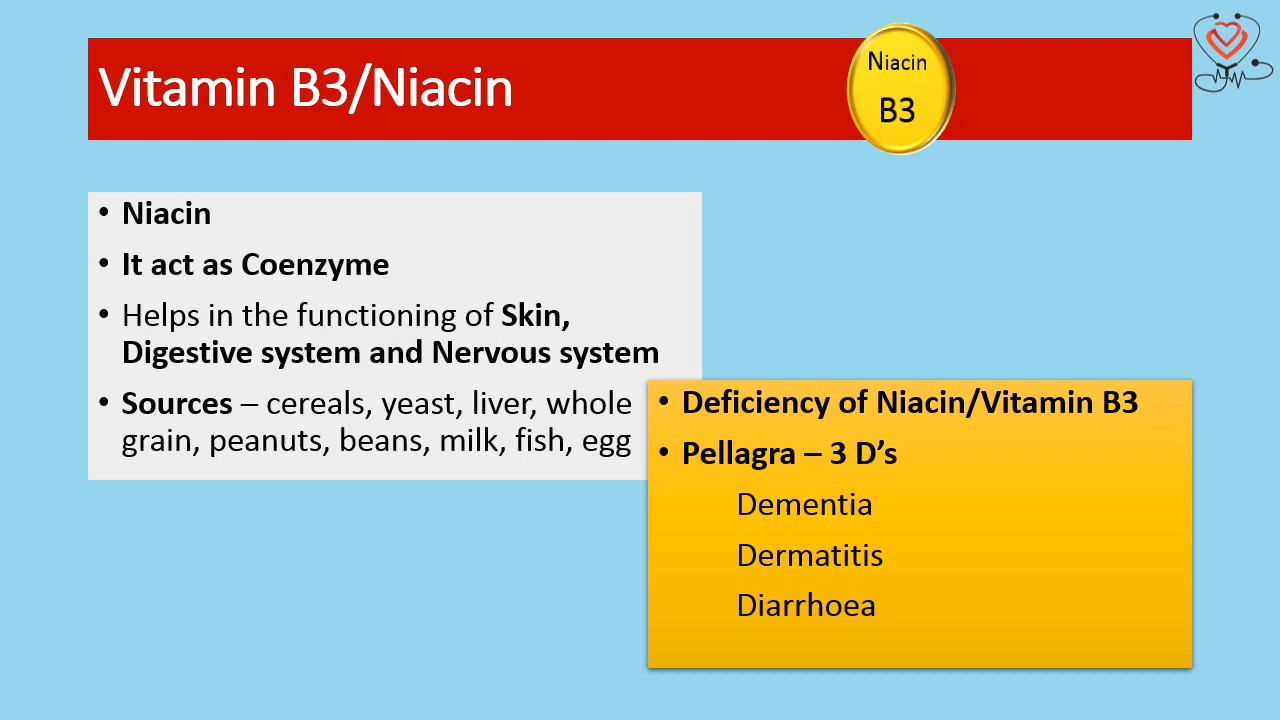 Vitamin B3/Niacin
Niacin
B3
• Niacin
• It act as Coenzyme
• Helps in the functioning of Skin,
Digestive system and Nervous system
• Sources – cereals, yeast, liver, whole
grain, peanuts, beans, milk, fish, egg
• Deficiency of Niacin/Vitamin B3
• Pellagra – 3 D’s
Dementia
Dermatitis
Diarrhoea